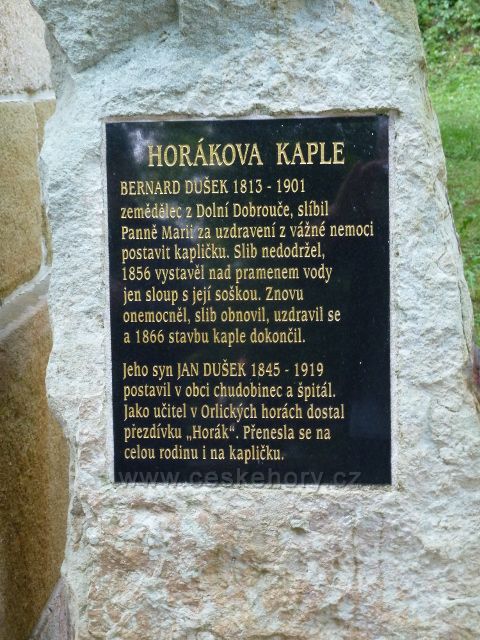 HORÁKOVA KAPLE
BERNARD DUŠEK 1813 - 1901
zemědělec z Dolní Dobrouče, slíbil
Panně Marii za uzdravení z vážné nemoci
postavit kapličku. Slib nedodržel,
1856 vystavěl nad pramenem vody
jen sloup s její soškou. Znovu
onemocněl, slib obnovil, uzdravil se
a 1866 stavbu kaple dokončil.
Jeho syn JAN DUŠEK 1845 - 1919
postavil v obci chudobinec a špitál.
Jako učitel v Orlických horách dostal
přezdívku „Horák“. Přenesla se na
celou rodinu i na kapličku.
www.ceskehory.cz